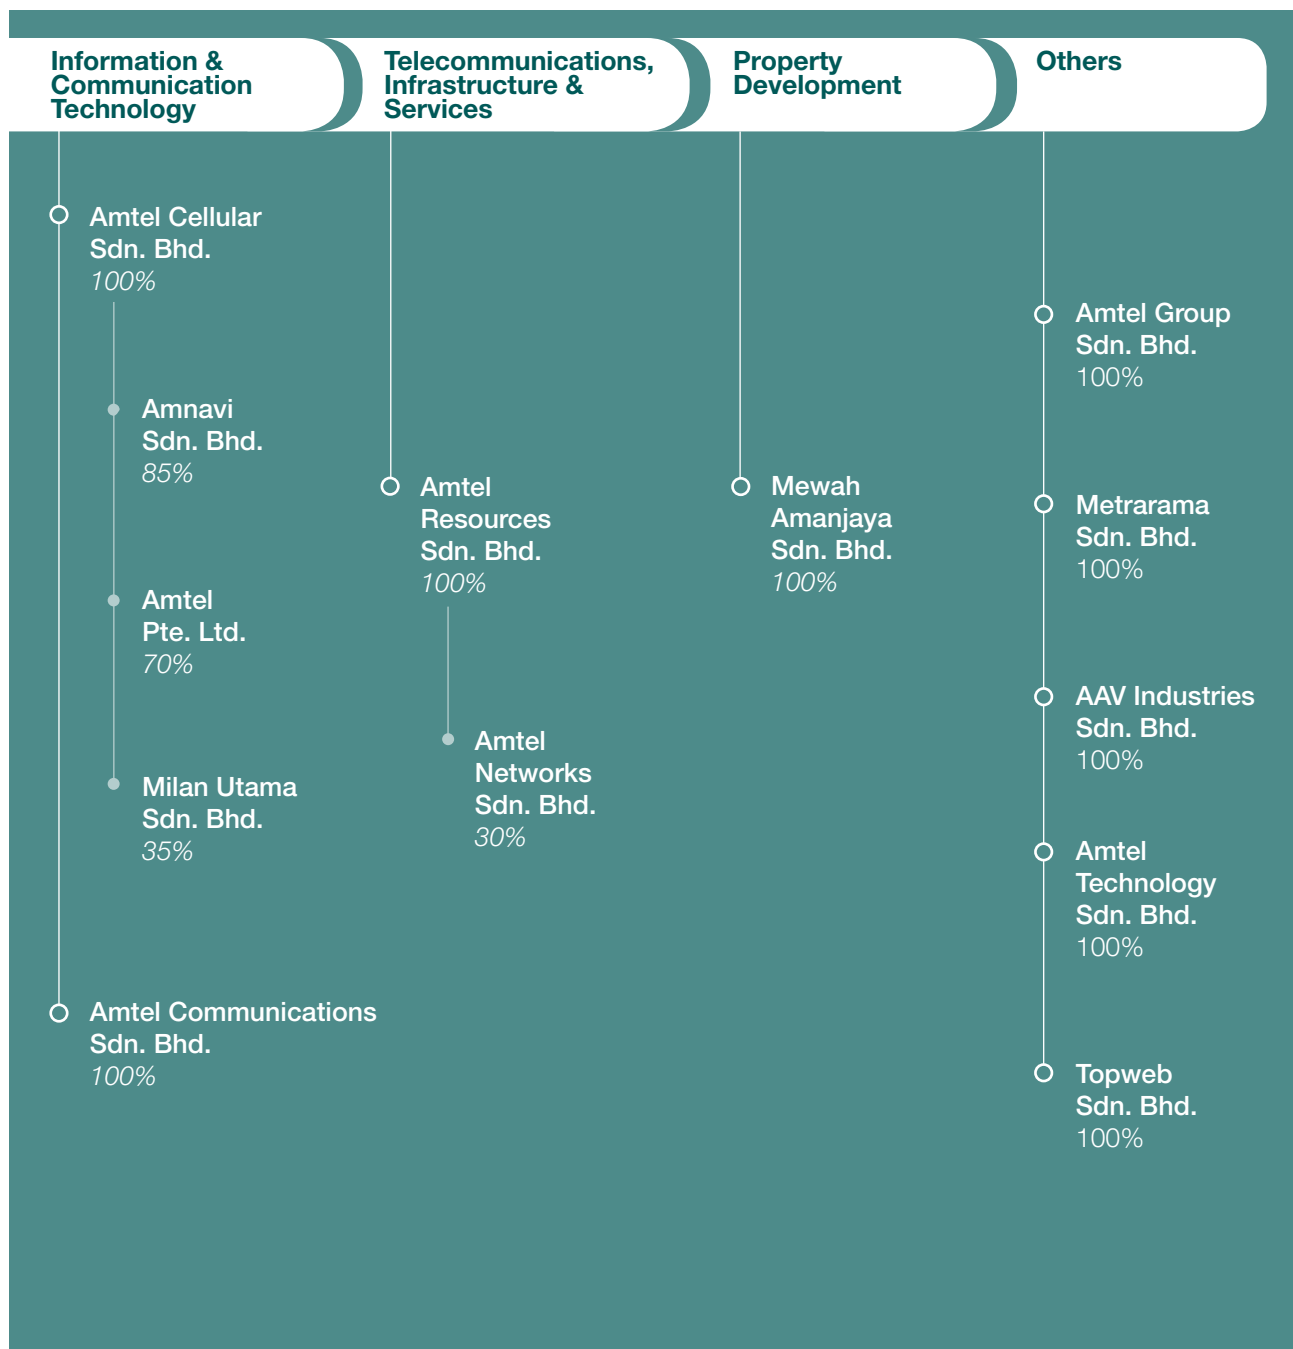 Information &
Communication
Technology
Amtel Cellular
Sdn. Bhd.
100%
Amnavi
Sdn. Bhd.
85%
Amtel
Pte. Ltd.
70%
Milan Utama
Sdn. Bhd.
35%
Amtel Communications
Sdn. Bhd.
100%
Telecommunications,
Infrastructure &
Services
Amtel
Resources
Sdn. Bhd.
100%
Amtel
Networks
Sdn. Bhd.
30%
Property
Development
Mewah
Amanjaya
Sdn. Bhd.
100%
Others
Amtel Group
Sdn. Bhd.
100%
Metrarama
Sdn. Bhd.
100%
AAV Industries
Sdn. Bhd.
100%
Amtel
Technology
Sdn. Bhd.
100%
Topweb
Sdn. Bhd.
100%